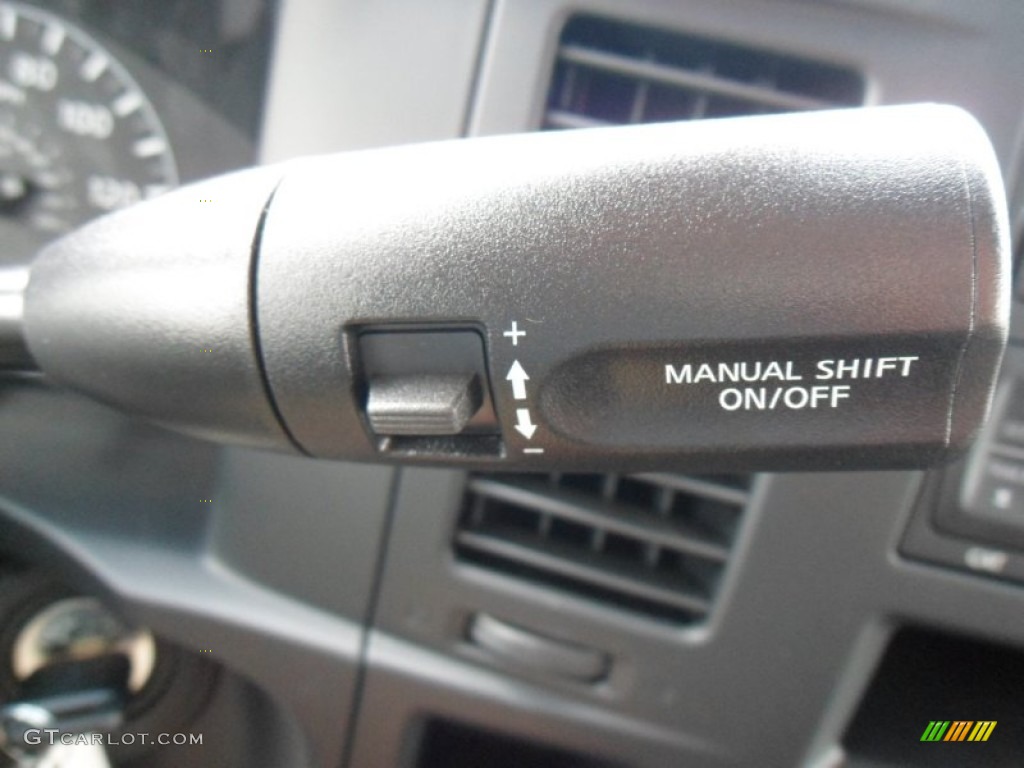 80
100
120
+
MANUAL SHIFT
ON/OFF
−
GTCARLOT.COM